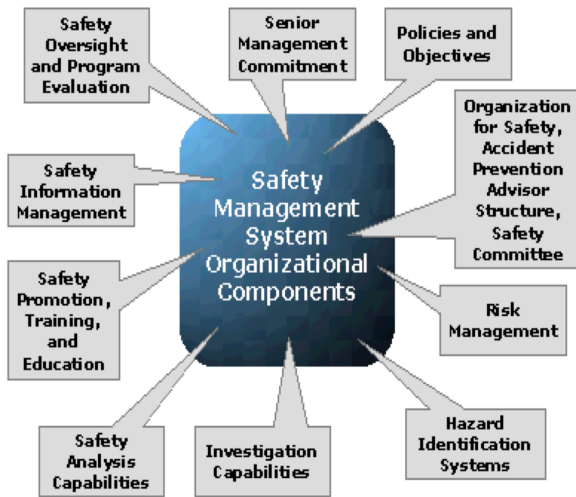 Safety
Oversight
and Program
Evaluation
Senior
Management
Commitment
Policies and
Objectives
Organization
for Safety,
Accident
Prevention
Advisor
Structure,
Safety
Committee
Risk
Management
Hazard
Identification
Systems
Investigation
Capabilities
Safety
Analysis
Capabilities
Safety
Promotion,
Training,
and
Education
Safety
Information
Management
Safety
Management
System
Organizational
Components